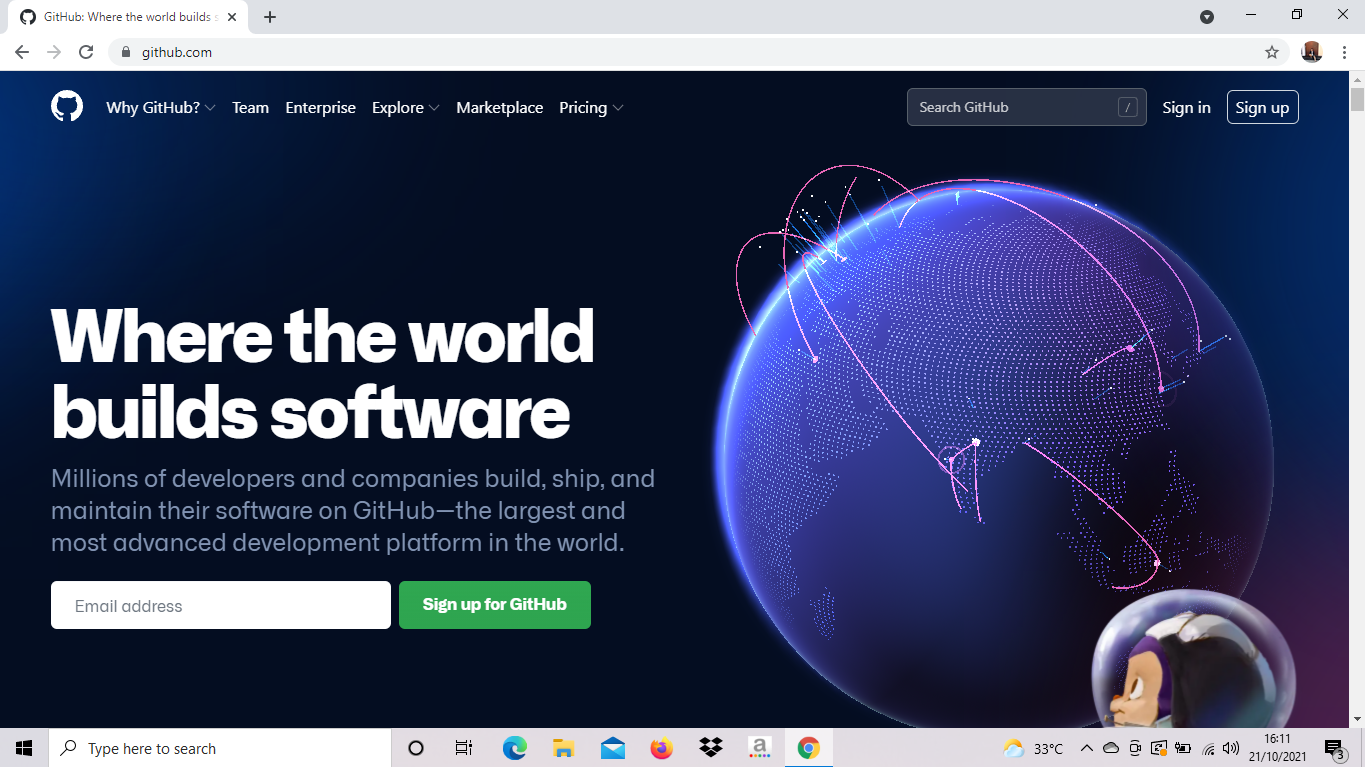 GitHub: Where the world builds s
github.com
Why GitHub? Team Enterprise Explore Marketplace Pricing
Search GitHub /
Sign in
Sign up
Where the world
builds software
Millions of developers and companies build, ship, and
maintain their software on GitHub—the largest and
most advanced development platform in the world.
Email address
Sign up for GitHub
Type here to search
a
33°C
16:11
21/10/2021
3